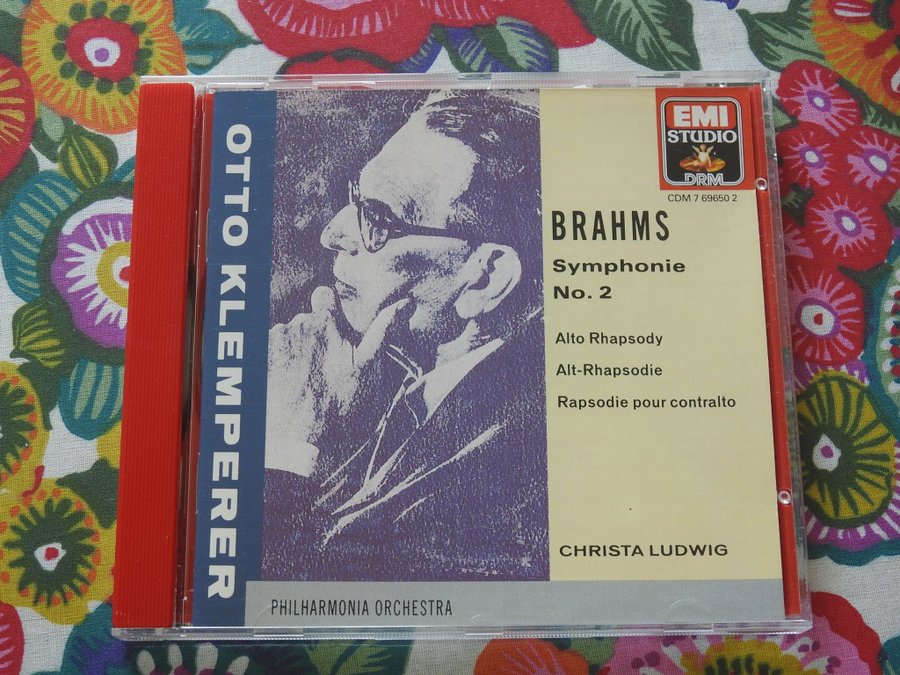 OTTO KLEMPERER
EMI
STUDIO
DRM
CDM 7 69650 2
BRAHMS
Symphonie
No. 2
Alto Rhapsody
Alt-Rhapsodie
Rapsodie pour contralto
CHRISTA LUDWIG
PHILHARMONIA ORCHESTRA